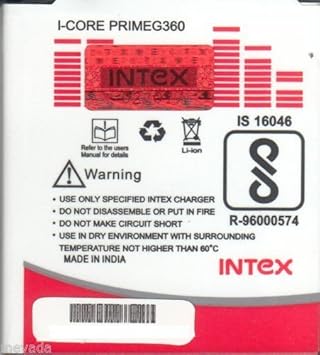 I-CORE PRIMEG360
INTEX
IS 16046
Refer to the users
Manual for details
Li-ion
Warning
• USE ONLY SPECIFIED INTEX CHARGER
• DO NOT DISASSEMBLE OR PUT IN FIRE
• DO NOT MAKE CIRCUIT SHORT
• USE IN DRY ENVIRONMENT WITH SURROUNDING
TEMPERATURE NOT HIGHER THAN 60°C
MADE IN INDIA
R-96000574
INTEX